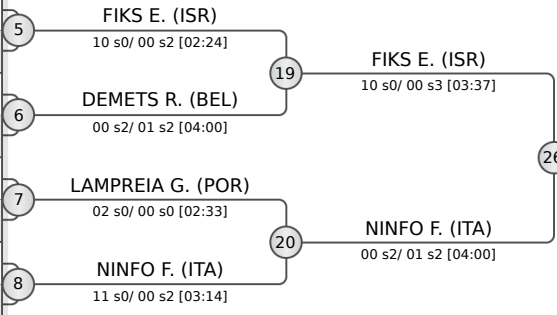 5
FIKS E. (ISR)
10 s0/ 00 s2 [02:24]
19
FIKS E. (ISR)
10 s0/ 00 s3 [03:37]
6
DEMETS R. (BEL)
00 s2/ 01 s2 [04:00]
26
7
LAMPREIA G. (POR)
02 s0/ 00 s0 [02:33]
20
NINFO F. (ITA)
00 s2/ 01 s2 [04:00]
8
NINFO F. (ITA)
11 s0/ 00 s2 [03:14]